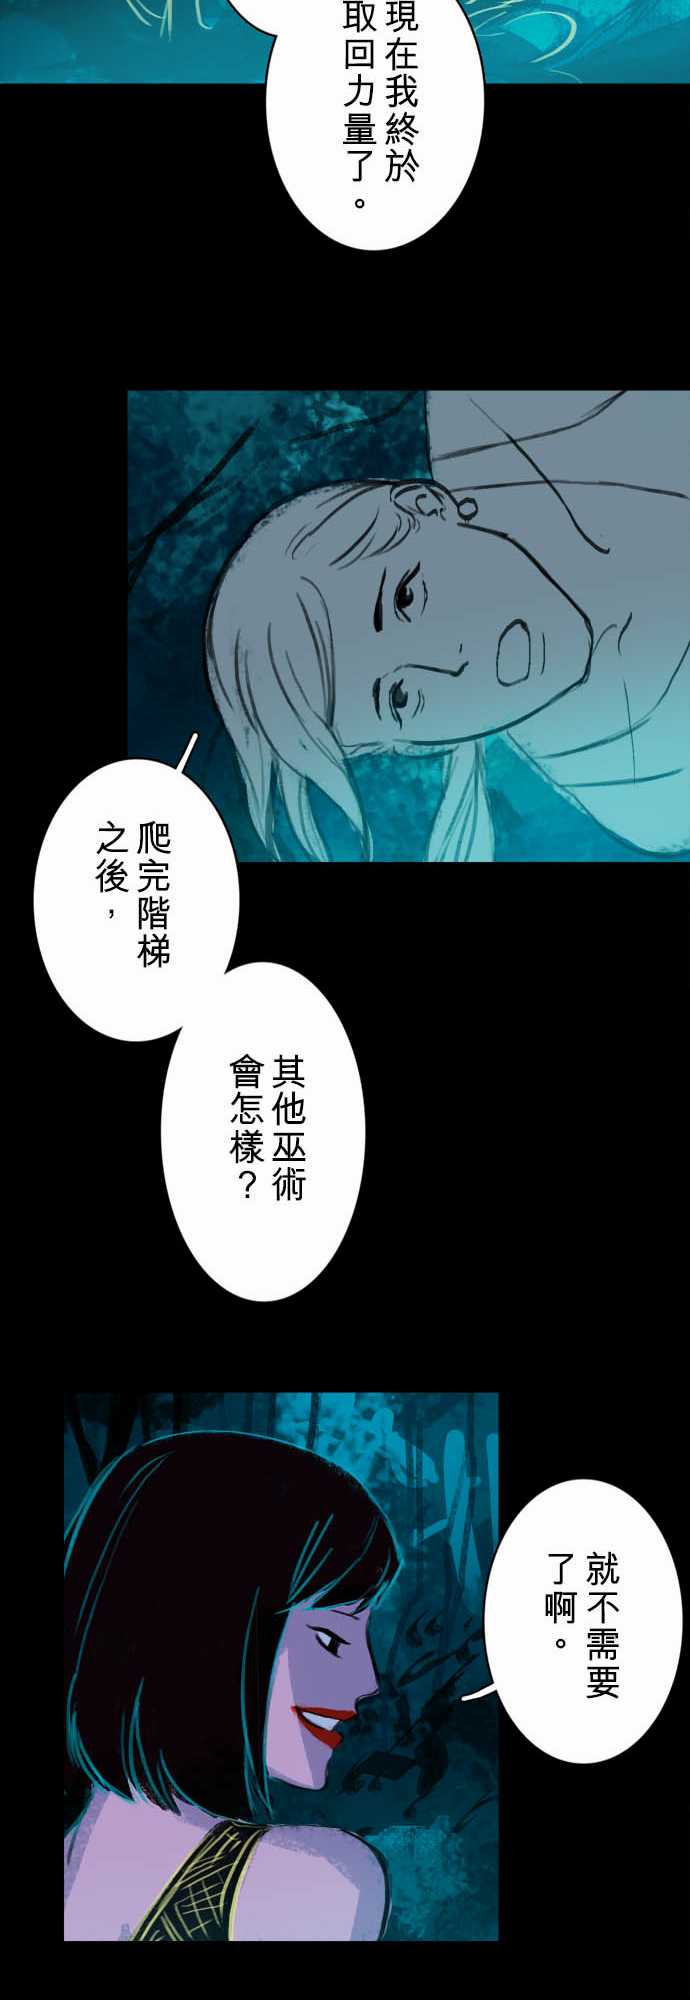 現在我終於
取回力量了。
爬完階梯
之後，
其他巫術
會怎樣？
就不需要
了啊。